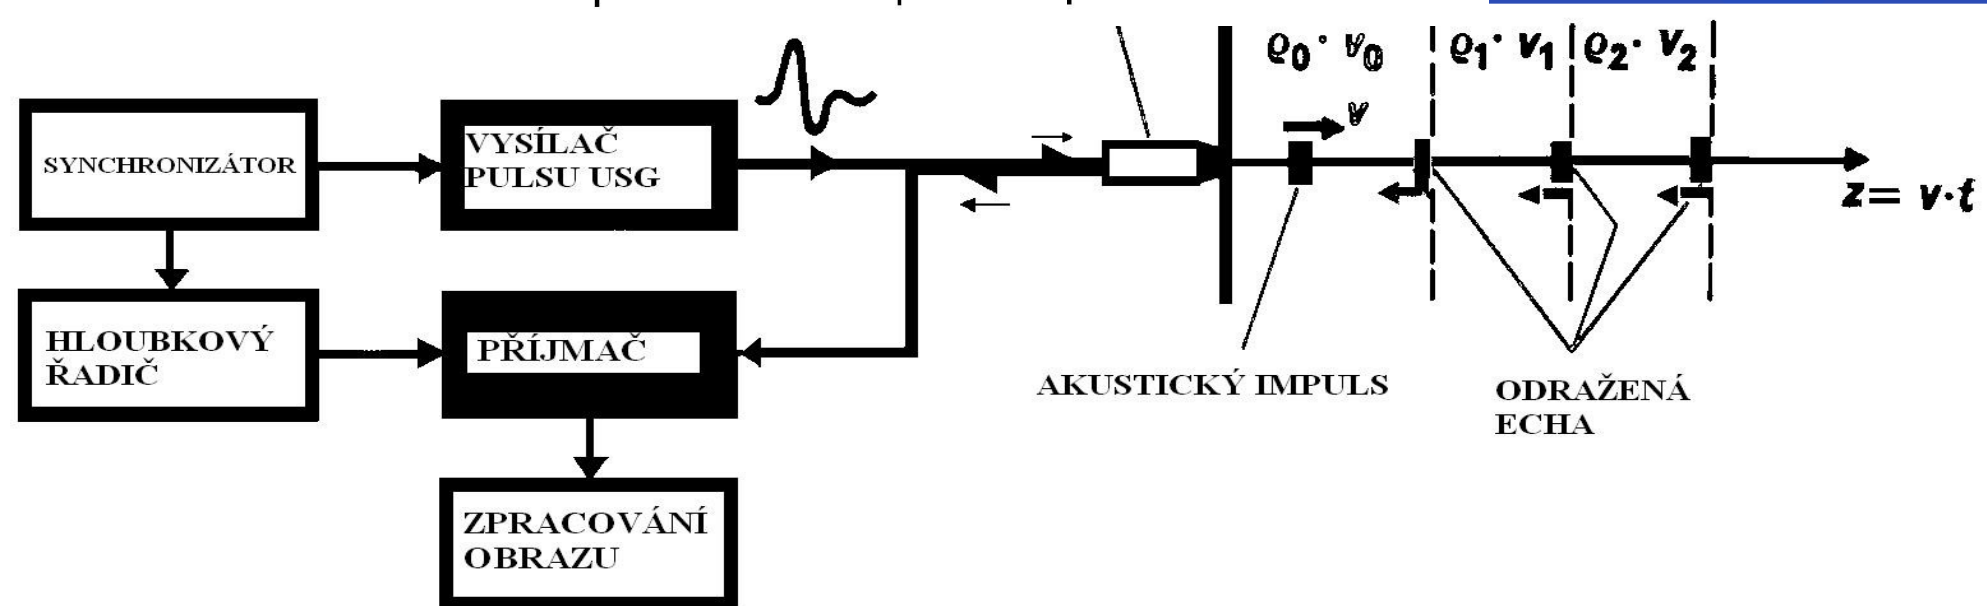 SYNCHRONIZÁTOR
VYSÍLAČ
PULSU USG
HLOUBKOVÝ
ŘADIČ
PŘÍJMAČ
ZPRACOVÁNÍ
OBRAZU
ϱ₀ · v₀
ϱ₁ · v₁
ϱ₂ · v₂
v
z = v·t
AKUSTICKÝ IMPULS
ODRAŽENÁ
ECHA